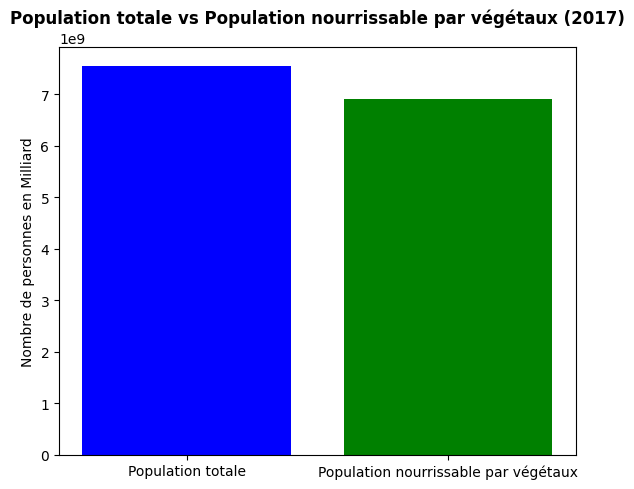 Population totale vs Population nourrissable par végétaux (2017)
1e9
7
6
5
4
3
2
1
0
Nombre de personnes en Milliard
Population totale
Population nourrissable par végétaux